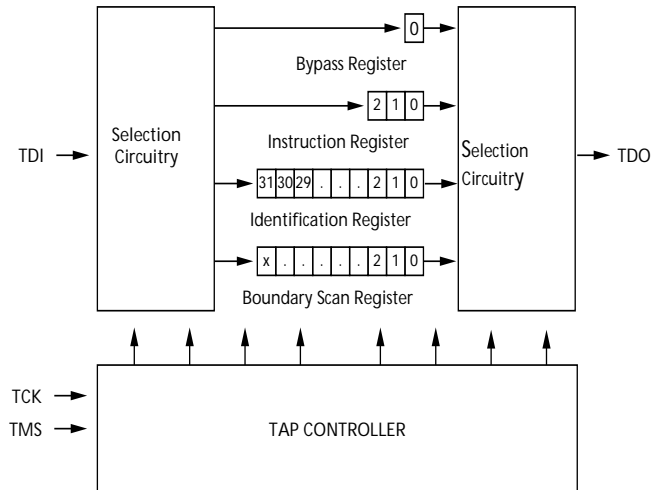 0
Bypass Register
2 1 0
Selection
Circuitry
Instruction Register
Selection
Circuitry
TDI
TDO
31 30 29 . . . 2 1 0
Identification Register
x . . . . . 2 1 0
Boundary Scan Register
TCK
TMS
TAP CONTROLLER